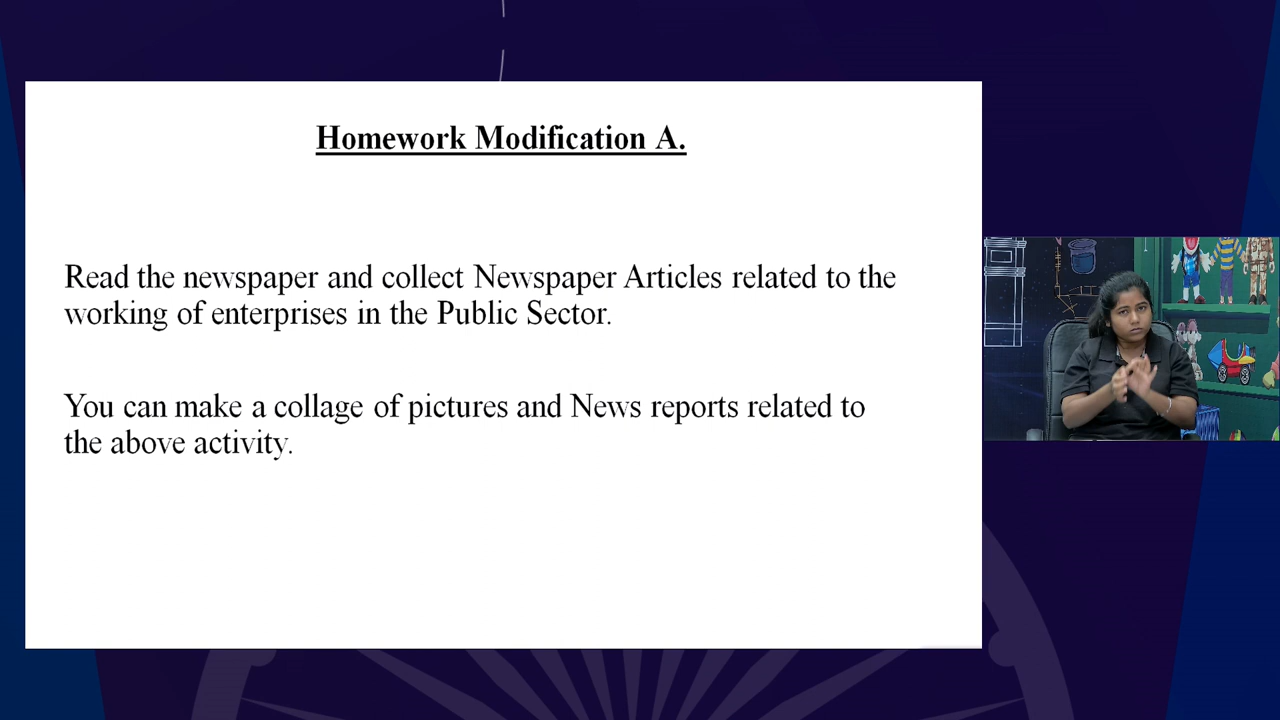 Homework Modification A.
Read the newspaper and collect Newspaper Articles related to the
working of enterprises in the Public Sector.
You can make a collage of pictures and News reports related to
the above activity.